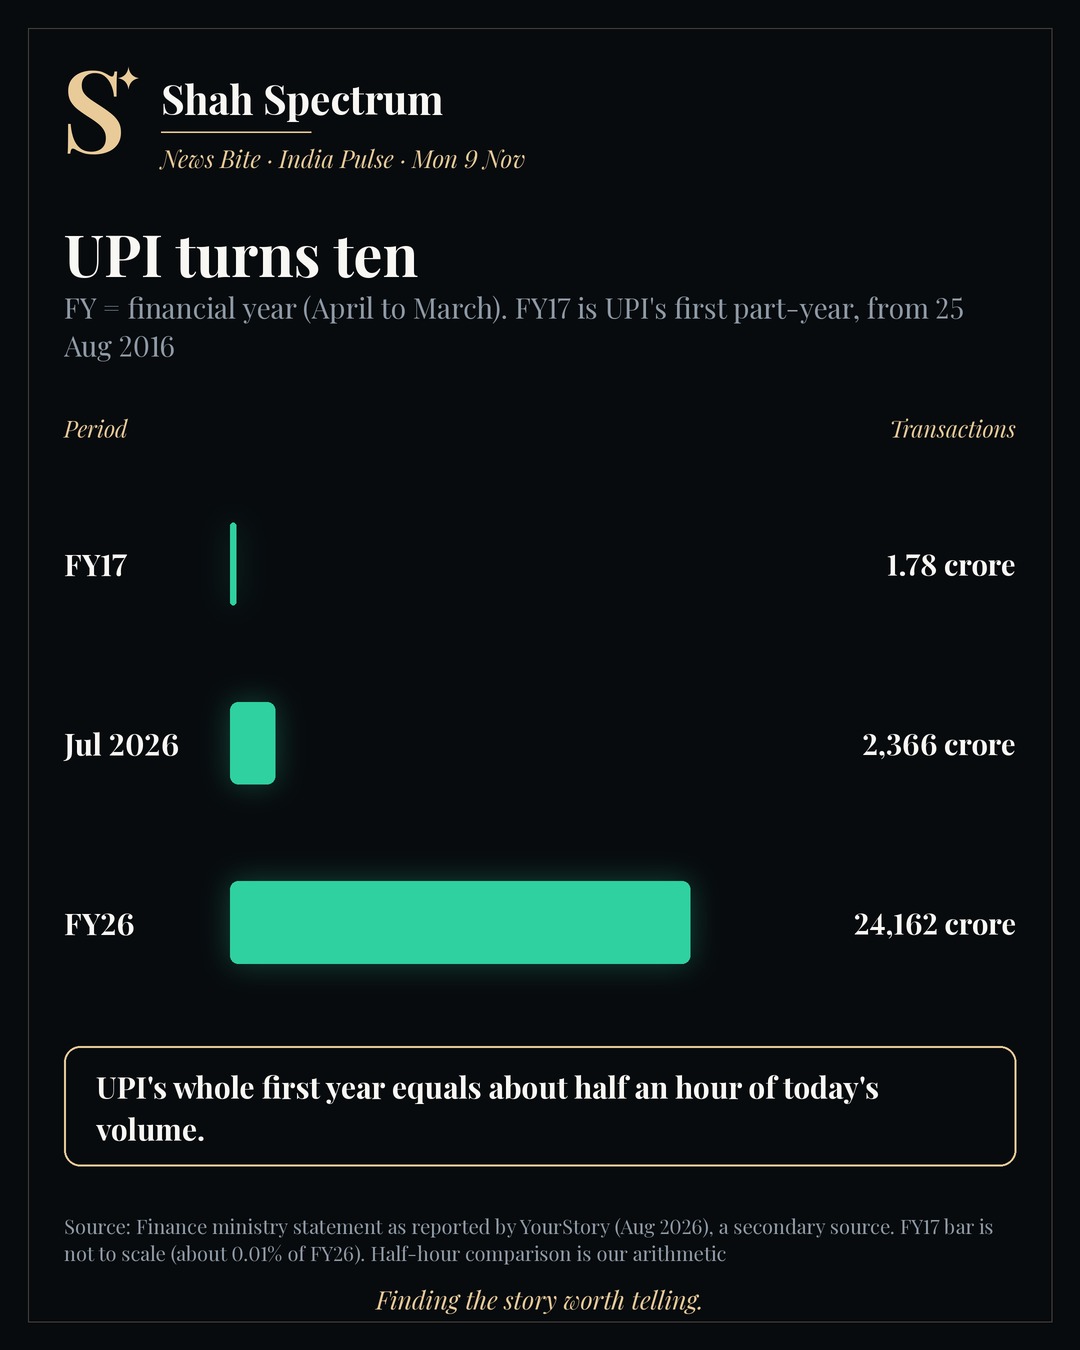 S
Shah Spectrum
News Bite · India Pulse · Mon 9 Nov
UPI turns ten
FY = financial year (April to March). FY17 is UPI's first part-year, from 25
Aug 2016
Period Transactions
FY17 1.78 crore
Jul 2026 2,366 crore
FY26 24,162 crore
UPI's whole first year equals about half an hour of today's
volume.
Source: Finance ministry statement as reported by YourStory (Aug 2026), a secondary source. FY17 bar is
not to scale (about 0.01% of FY26). Half-hour comparison is our arithmetic
Finding the story worth telling.